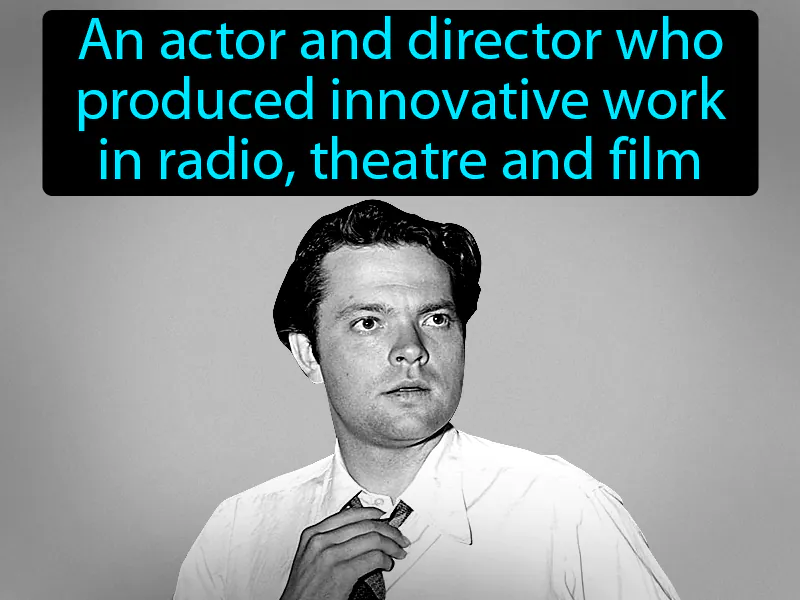 An actor and director who
produced innovative work
in radio, theatre and film